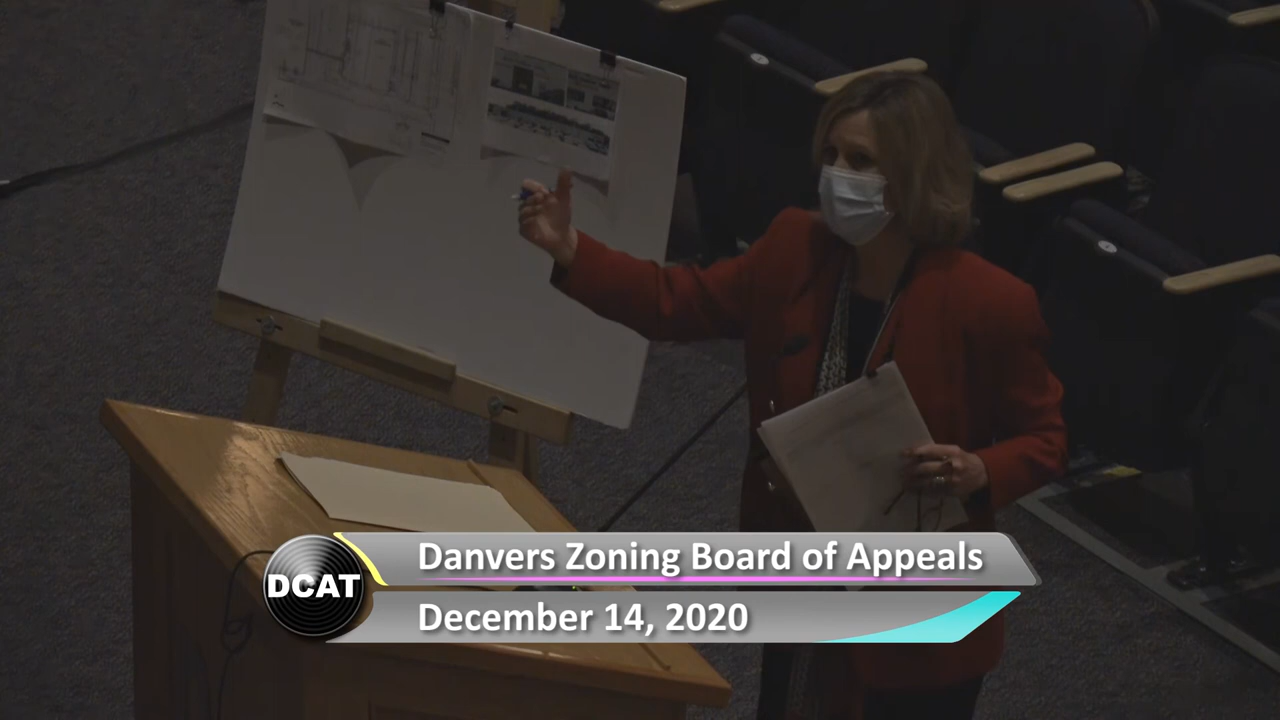 Danvers Zoning Board of Appeals
DCAT
December 14, 2020